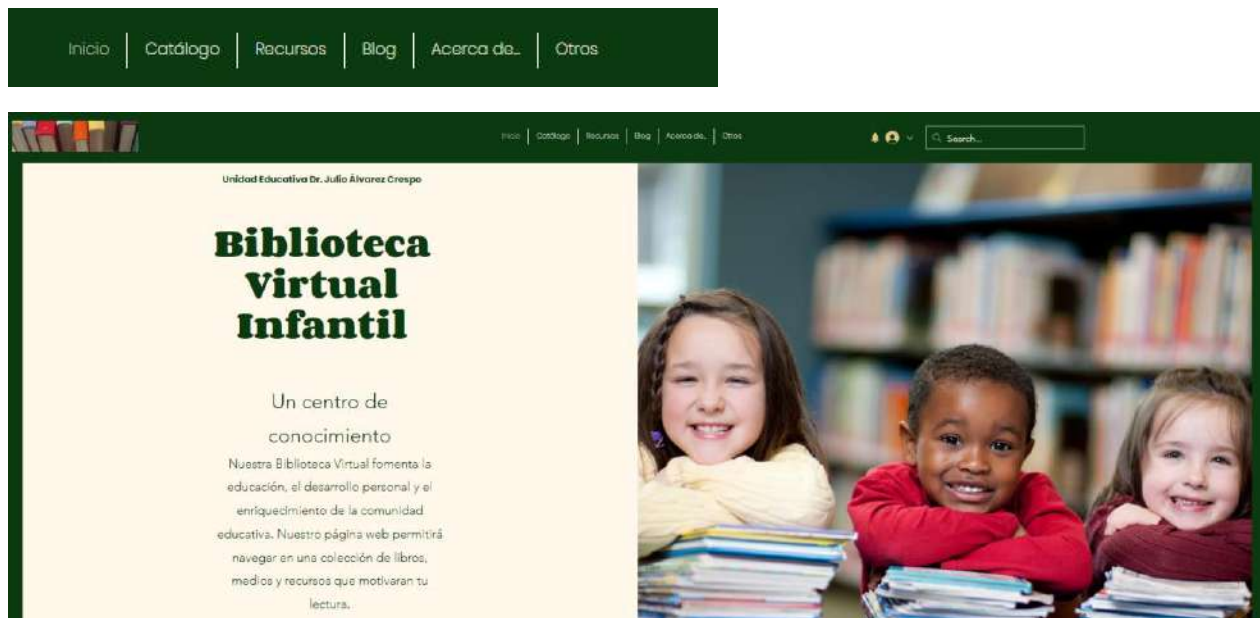 Inicio Catálogo Recursos Blog Acerca de... Otros
Inicio Catálogo Recursos Blog Acerca de... Otros Search...
Unidad Educativa Dr. Julio Álvarez Crespo
Biblioteca
Virtual
Infantil
Un centro de
conocimiento
Nuestra Biblioteca Virtual fomenta la
educación, el desarrollo personal y el
enriquecimiento de la comunidad
educativa. Nuestro página web permitirá
navegar en una colección de libros,
medios y recursos que motivaran tu
lectura.